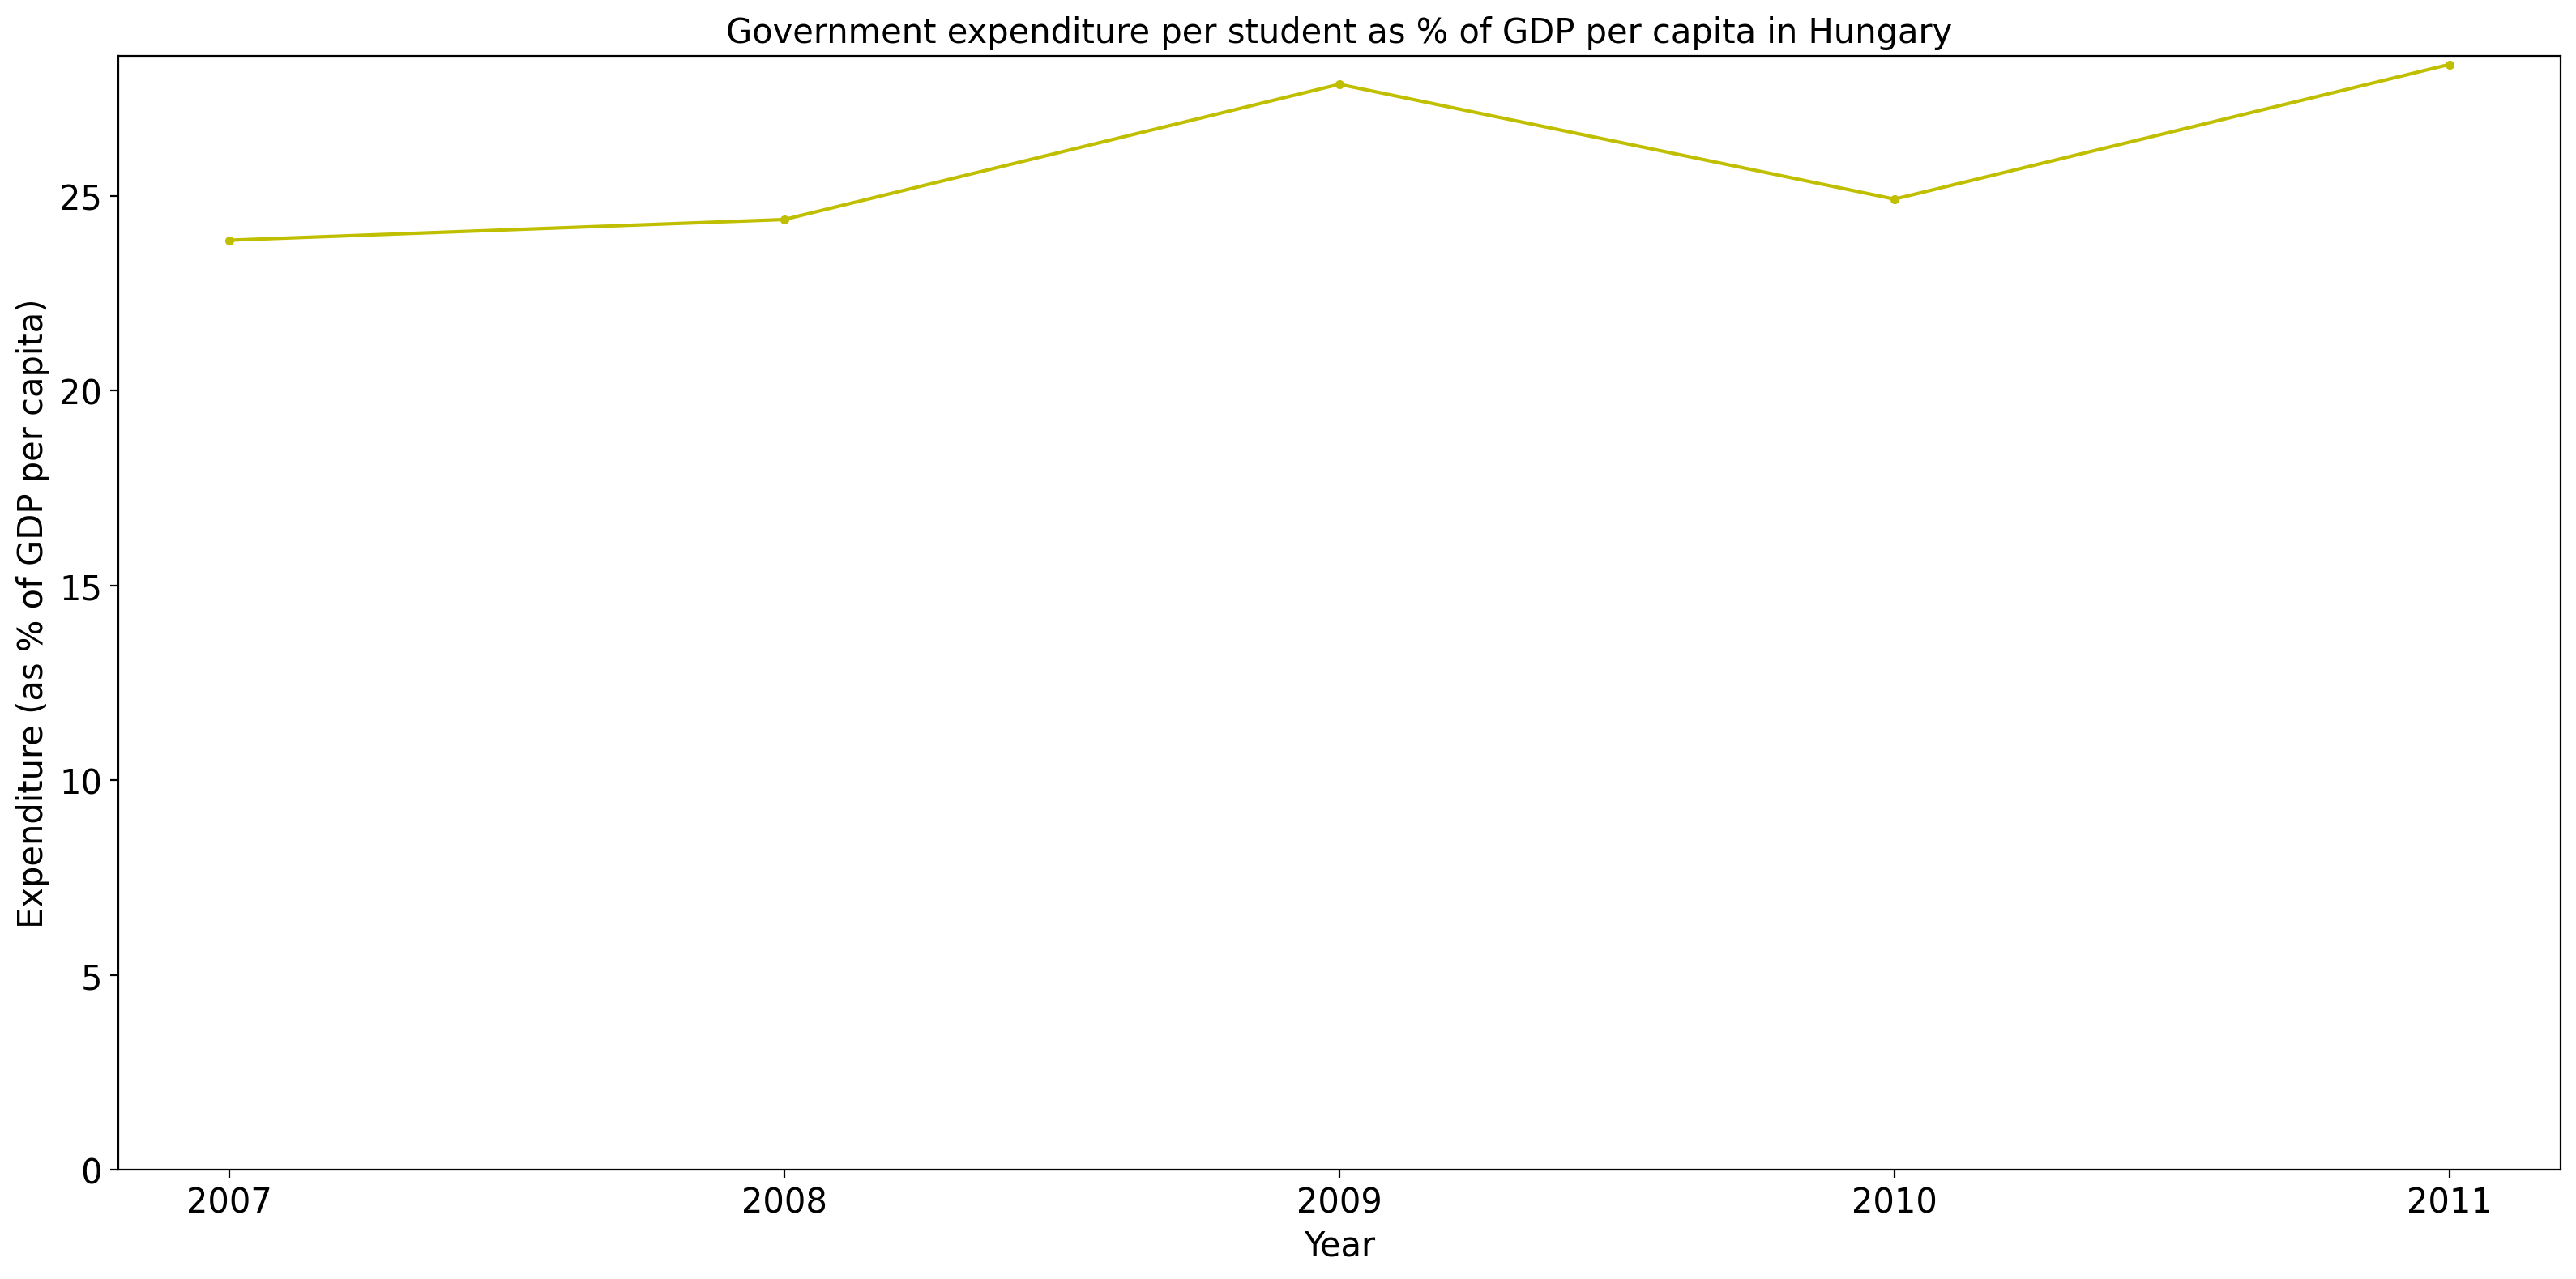 Government expenditure per student as % of GDP per capita in Hungary
Expenditure (as % of GDP per capita)
25
20
15
10
5
0
2007 2008 2009 2010 2011
Year